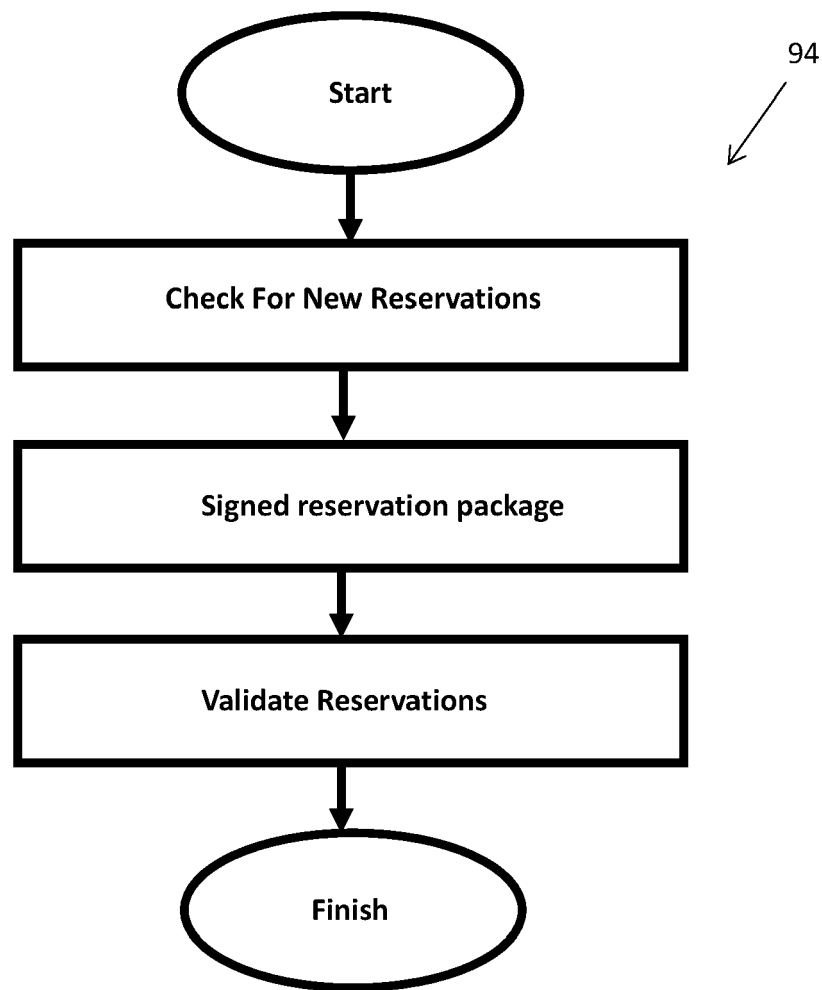 Start
94
Check For New Reservations
Signed reservation package
Validate Reservations
Finish